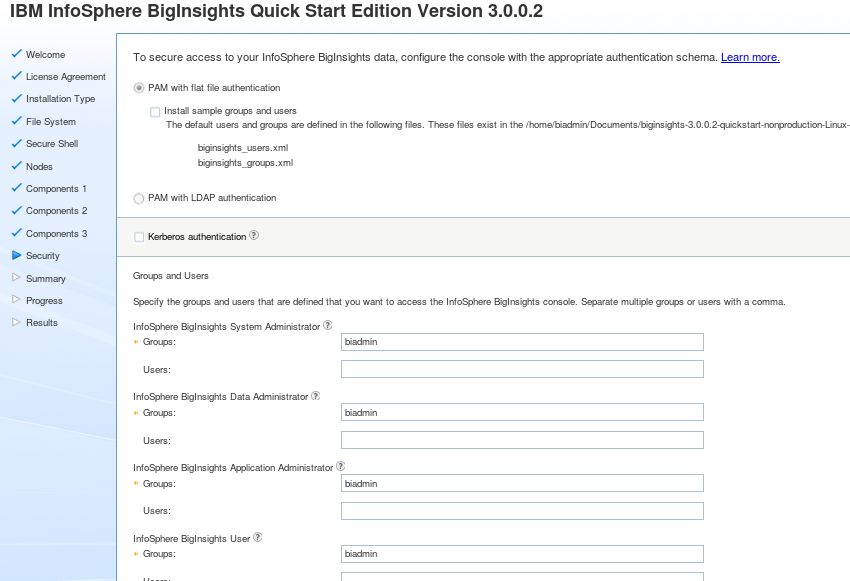 IBM InfoSphere BigInsights Quick Start Edition Version 3.0.0.2
Welcome
License Agreement
Installation Type
File System
Secure Shell
Nodes
Components 1
Components 2
Components 3
Security
Summary
Progress
Results
To secure access to your InfoSphere BigInsights data, configure the console with the appropriate authentication schema. Learn more.
PAM with flat file authentication
Install sample groups and users
The default users and groups are defined in the following files. These files exist in the /home/biadmin/Documents/biginsights-3.0.0.2-quickstart-nonproduction-Linux-
biginsights_users.xml
biginsights_groups.xml
PAM with LDAP authentication
Kerberos authentication ?
Groups and Users
Specify the groups and users that are defined that you want to access the InfoSphere BigInsights console. Separate multiple groups or users with a comma.
InfoSphere BigInsights System Administrator ?
* Groups: biadmin
Users:
InfoSphere BigInsights Data Administrator ?
* Groups: biadmin
Users:
InfoSphere BigInsights Application Administrator ?
* Groups: biadmin
Users:
InfoSphere BigInsights User ?
* Groups: biadmin
Users: